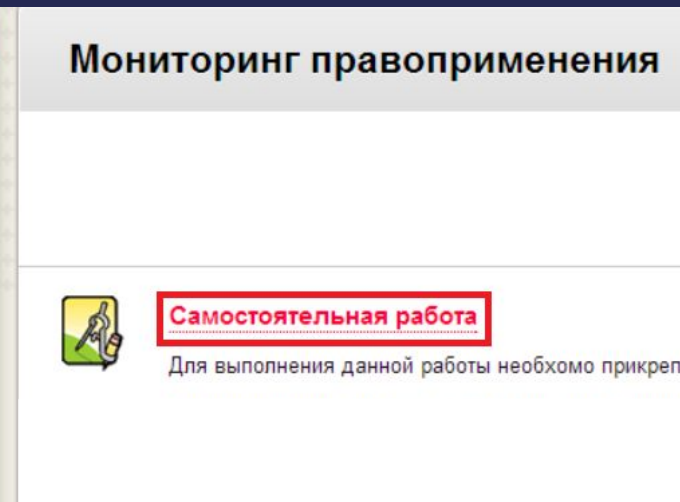 Мониторинг правоприменения
Самостоятельная работа
Для выполнения данной работы необхомо прикреп